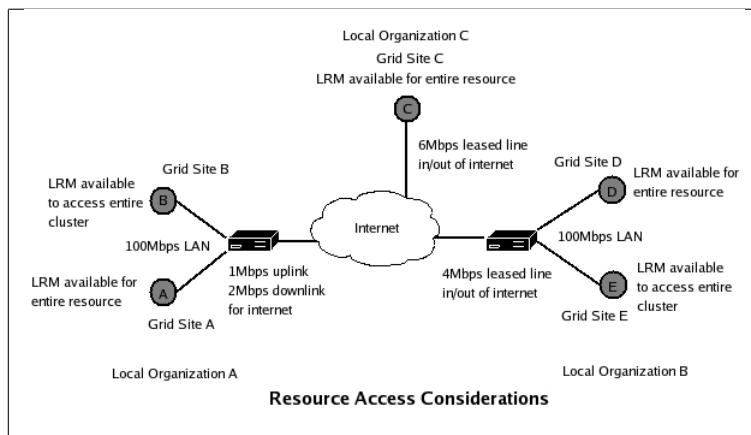 Local Organization C
Grid Site C
LRM available for entire resource
C
6Mbps leased line
in/out of internet
Grid Site B
LRM available
to access entire
cluster
B
Grid Site D
LRM available for
entire resource
D
Internet
100Mbps LAN
100Mbps LAN
1Mbps uplink
2Mbps downlink
for internet
4Mbps leased line
in/out of internet
LRM available for
entire resource
A
Grid Site A
LRM available
to access entire
cluster
E
Grid Site E
Local Organization A
Local Organization B
Resource Access Considerations